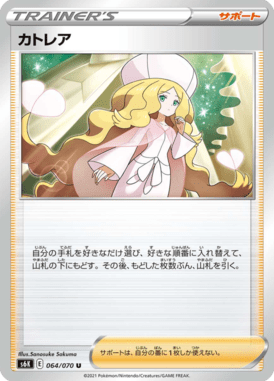 TRAINER'S
サポート
カトレア
自分の手札を好きなだけ選び、好きな順番に入れ替えて、
山札の下にもどす。その後、もどした枚数ぶん、山札を引く。
Illus. Sanosuke Sakuma
S6K E 064/070 U
サポートは、自分の番に1枚しか使えない。
©2021 Pokémon/Nintendo/Creatures/GAME FREAK.